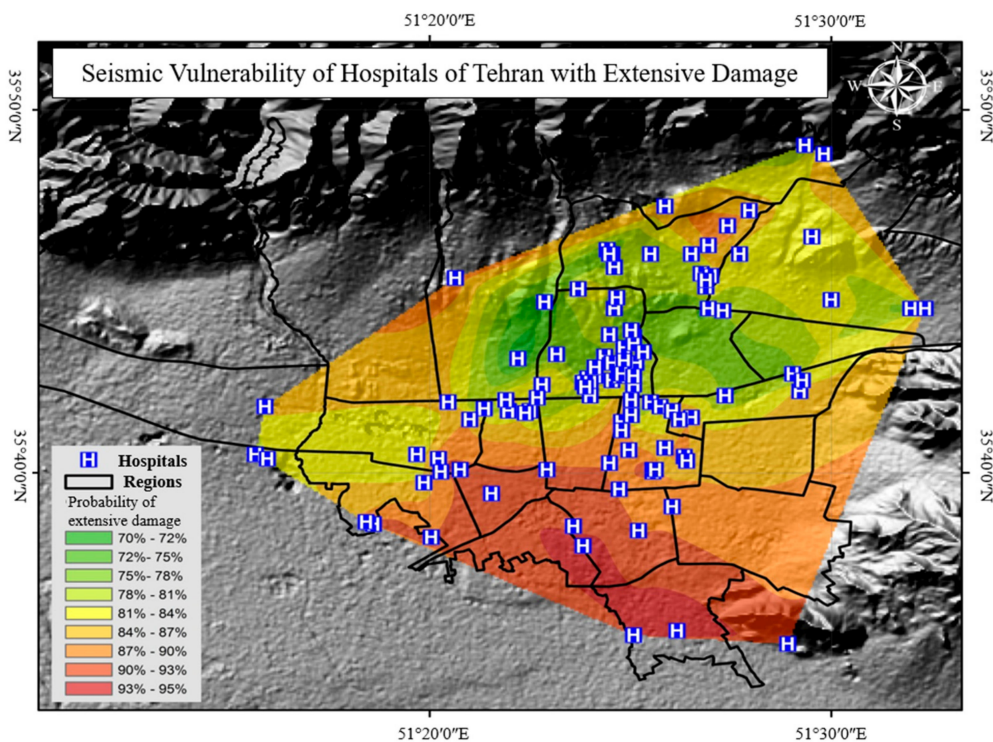 51°20'0"E 51°30'0"E
Seismic Vulnerability of Hospitals of Tehran with Extensive Damage
N
W E
S
35°50'0"N 35°50'0"N
35°40'0"N 35°40'0"N
H Hospitals
Regions
Probability of
extensive damage
70% - 72%
72% - 75%
75%- 78%
78% - 81%
81% - 84%
84% - 87%
87% - 90%
90% - 93%
93% - 95%
51°20'0"E 51°30'0"E